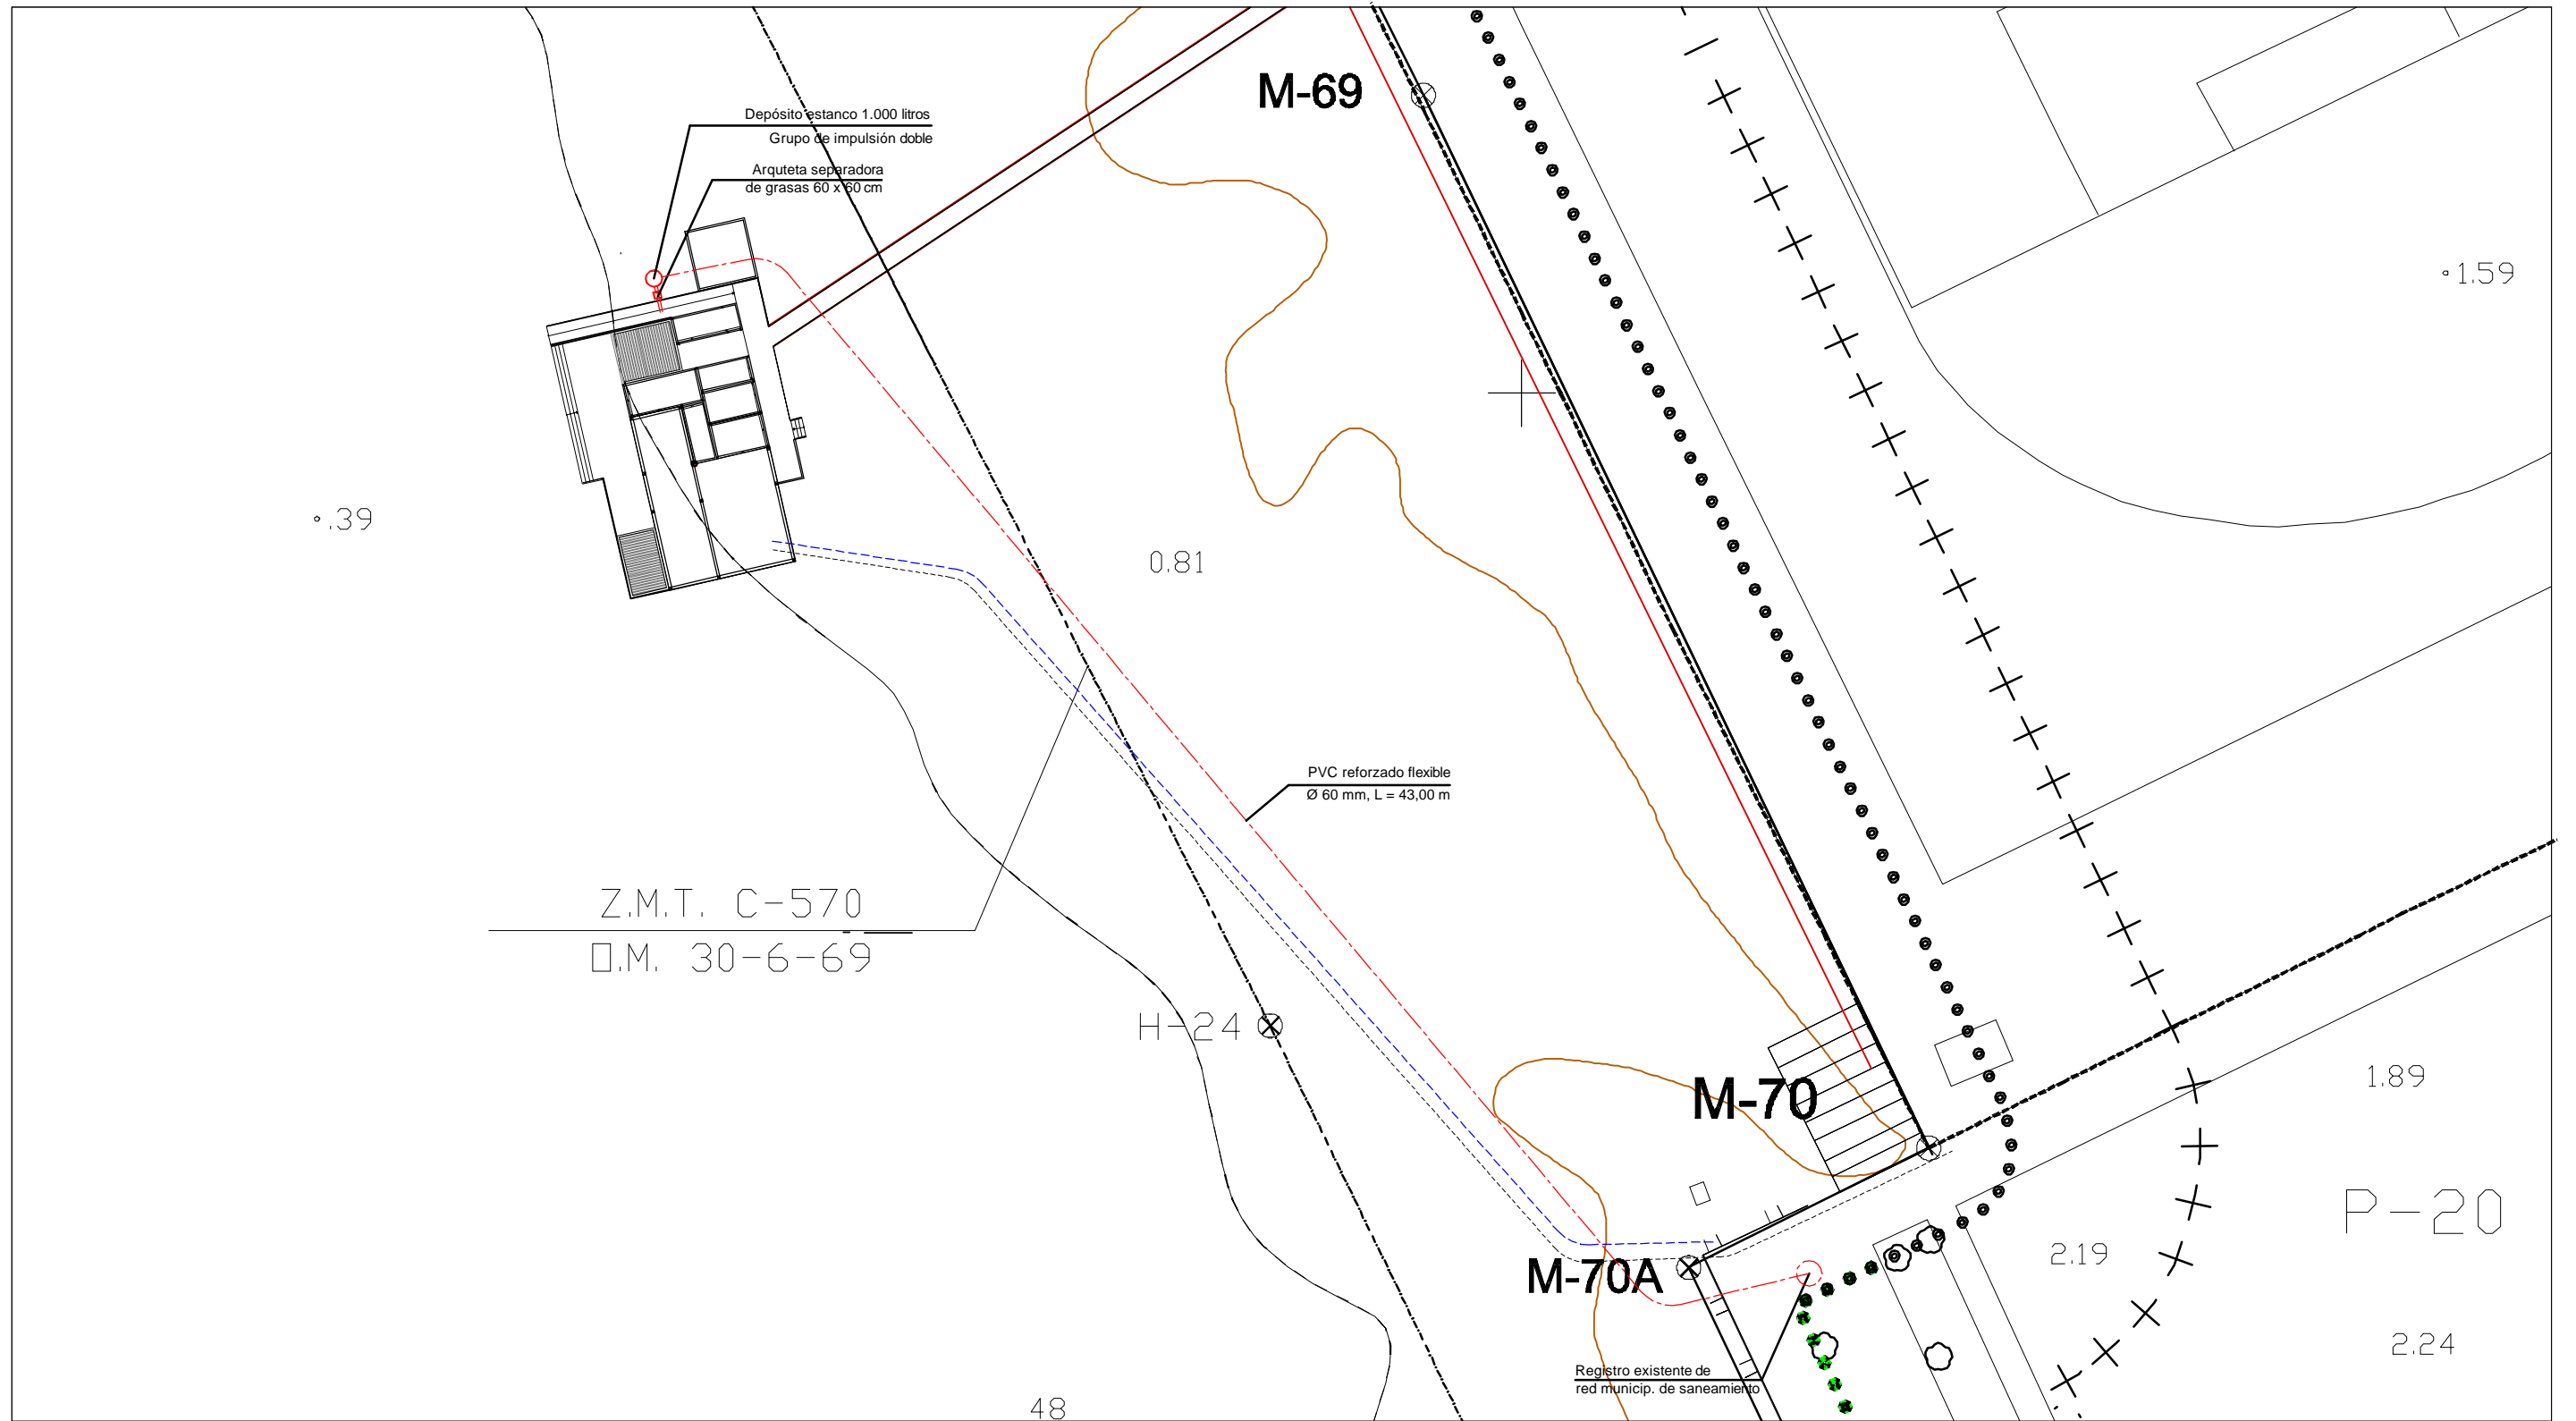 M-69
Depósito estanco 1.000 litros
Grupo de impulsión doble
Arquteta separadora
de grasas 60 x 60 cm
1.59
.39
0.81
PVC reforzado flexible
Ø 60 mm, L = 43,00 m
Z.M.T. C-570
O.M. 30-6-69
H-24
M-70
1.89
P-20
2.19
M-70A
2.24
Registro existente de
red municip. de saneamiento
48